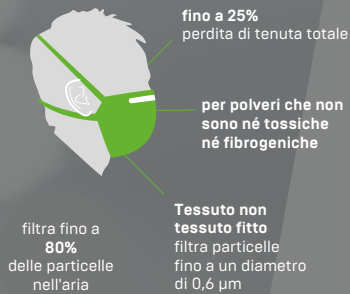 fino a 25%
perdita di tenuta totale
per polveri che non
sono né tossiche
né fibrogeniche
Tessuto non
tessuto fitto
filtra particelle
fino a un diametro
di 0,6 µm
filtra fino a
80%
delle particelle
nell'aria